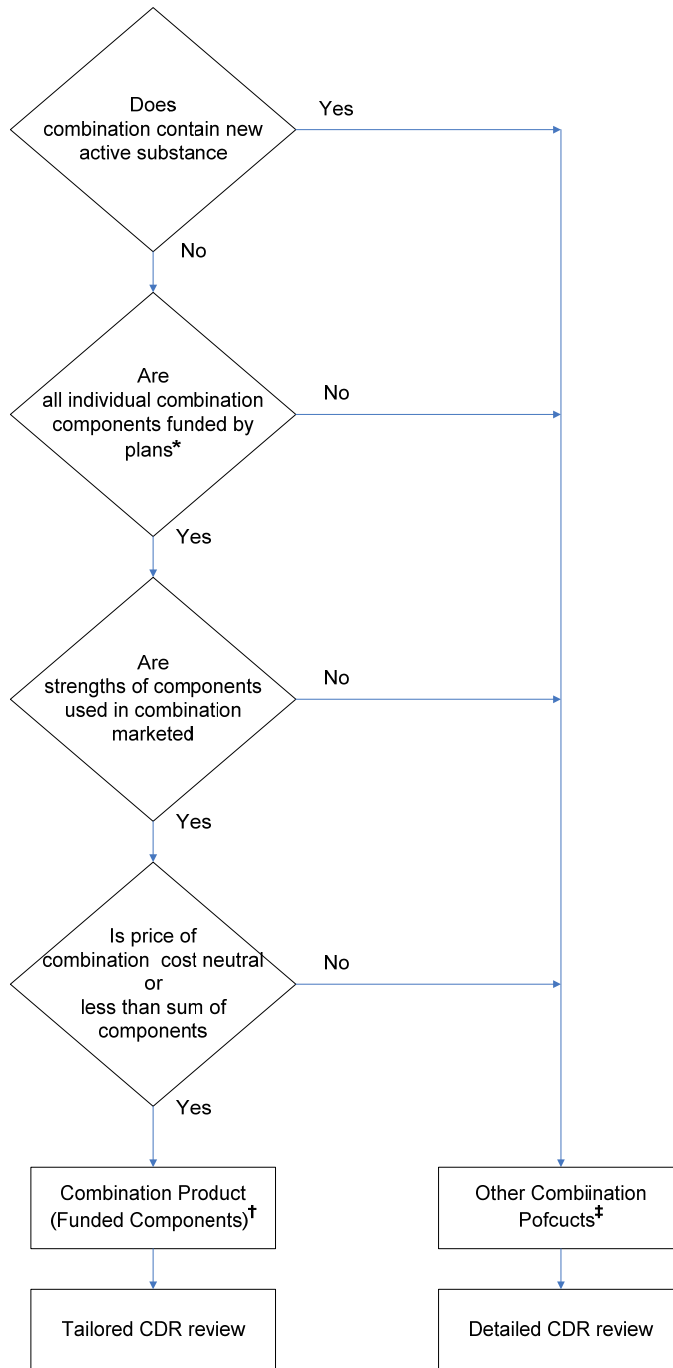 Does
combination contain new
active substance
Yes
No
Are
all individual combination
components funded by
plans*
No
Yes
Are
strengths of components
used in combination
marketed
No
Yes
Is price of
combination cost neutral
or
less than sum of
components
No
Yes
Combination Product
(Funded Components)†
Other Combiination
Pofcucts‡
Tailored CDR review
Detailed CDR review